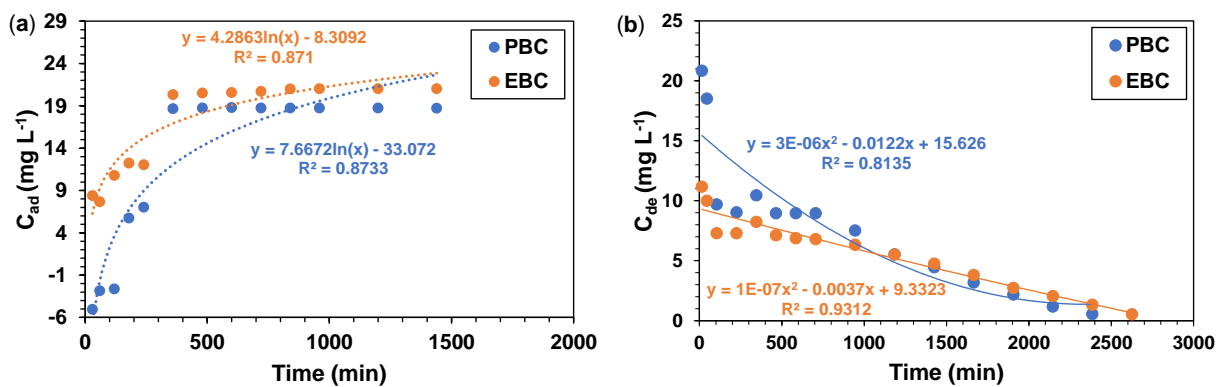 (a)
29
24
19
14
9
4
-1
-6
C_ad (mg L⁻¹)
y = 4.2863ln(x) - 8.3092
R² = 0.871
PBC
EBC
y = 7.6672ln(x) - 33.072
R² = 0.8733
0 500 1000 1500 2000
Time (min)
(b)
25
20
15
10
5
0
C_de (mg L⁻¹)
PBC
EBC
y = 3E-06x² - 0.0122x + 15.626
R² = 0.8135
y = 1E-07x² - 0.0037x + 9.3323
R² = 0.9312
0 500 1000 1500 2000 2500 3000
Time (min)